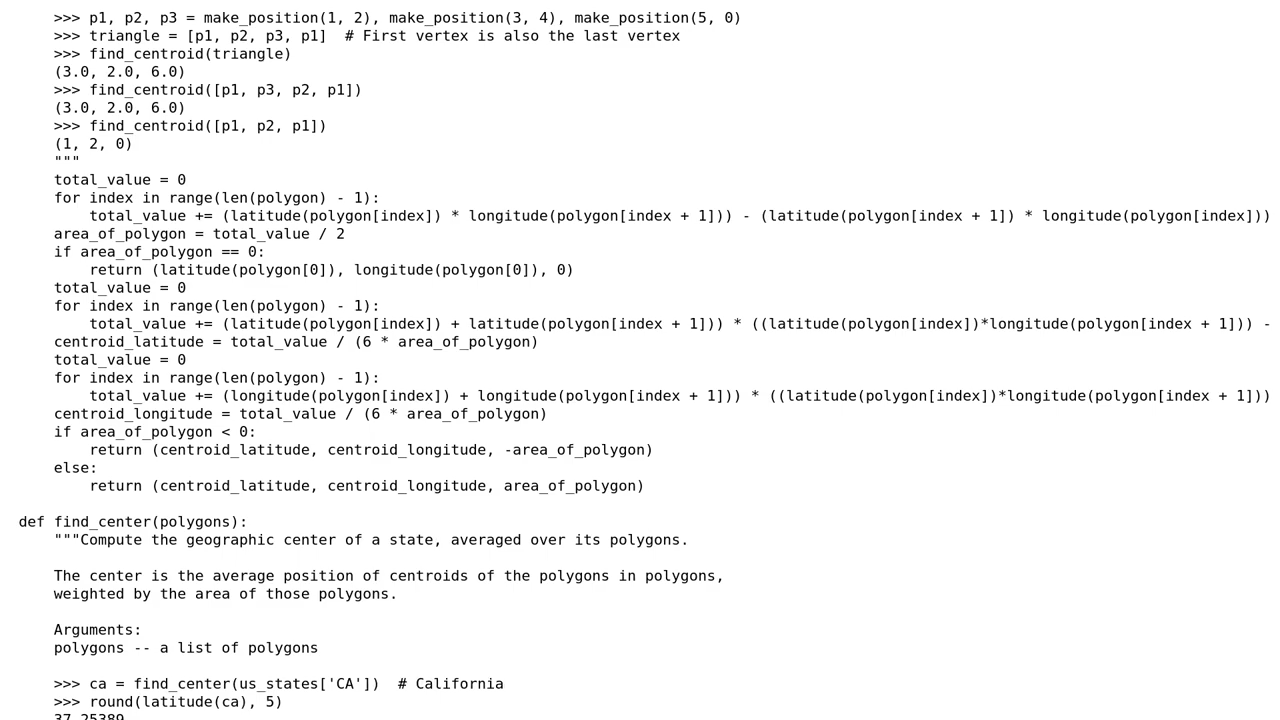 >>> p1, p2, p3 = make_position(1, 2), make_position(3, 4), make_position(5, 0)
>>> triangle = [p1, p2, p3, p1]  # First vertex is also the last vertex
>>> find_centroid(triangle)
(3.0, 2.0, 6.0)
>>> find_centroid([p1, p3, p2, p1])
(3.0, 2.0, 6.0)
>>> find_centroid([p1, p2, p1])
(1, 2, 0)
"""
total_value = 0
for index in range(len(polygon) - 1):
total_value += (latitude(polygon[index]) * longitude(polygon[index + 1])) - (latitude(polygon[index + 1]) * longitude(polygon[index]))
area_of_polygon = total_value / 2
if area_of_polygon == 0:
return (latitude(polygon[0]), longitude(polygon[0]), 0)
total_value = 0
for index in range(len(polygon) - 1):
total_value += (latitude(polygon[index]) + latitude(polygon[index + 1])) * ((latitude(polygon[index])*longitude(polygon[index + 1])) -
centroid_latitude = total_value / (6 * area_of_polygon)
total_value = 0
for index in range(len(polygon) - 1):
total_value += (longitude(polygon[index]) + longitude(polygon[index + 1])) * ((latitude(polygon[index])*longitude(polygon[index + 1]))
centroid_longitude = total_value / (6 * area_of_polygon)
if area_of_polygon < 0:
return (centroid_latitude, centroid_longitude, -area_of_polygon)
else:
return (centroid_latitude, centroid_longitude, area_of_polygon)
def find_center(polygons):
"""Compute the geographic center of a state, averaged over its polygons.
The center is the average position of centroids of the polygons in polygons,
weighted by the area of those polygons.
Arguments:
polygons -- a list of polygons
>>> ca = find_center(us_states['CA'])  # California
>>> round(latitude(ca), 5)
37.25389